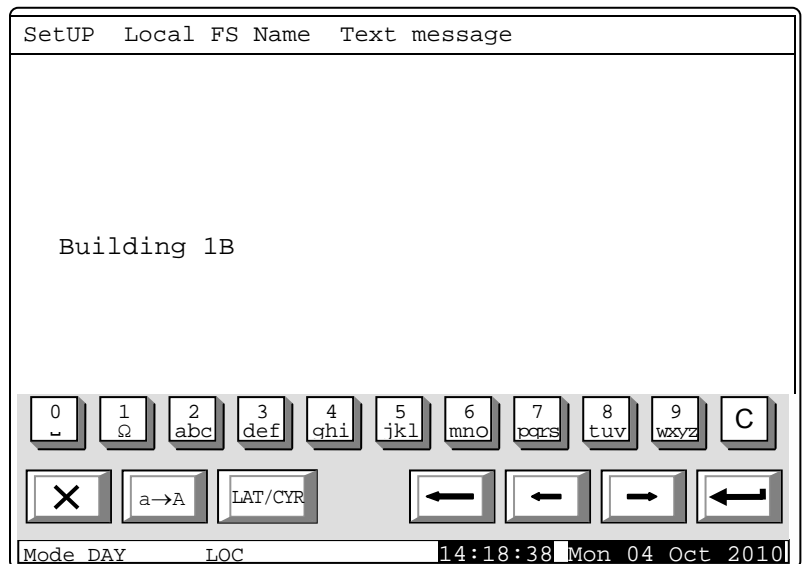 SetUP Local FS Name Text message
Building 1B
0 1 2 3 4 5 6 7 8 9 C
␣ Ω abc def ghi jkl mno pqrs tuv wxyz
a→A LAT/CYR
Mode DAY LOC 14:18:38 Mon 04 Oct 2010